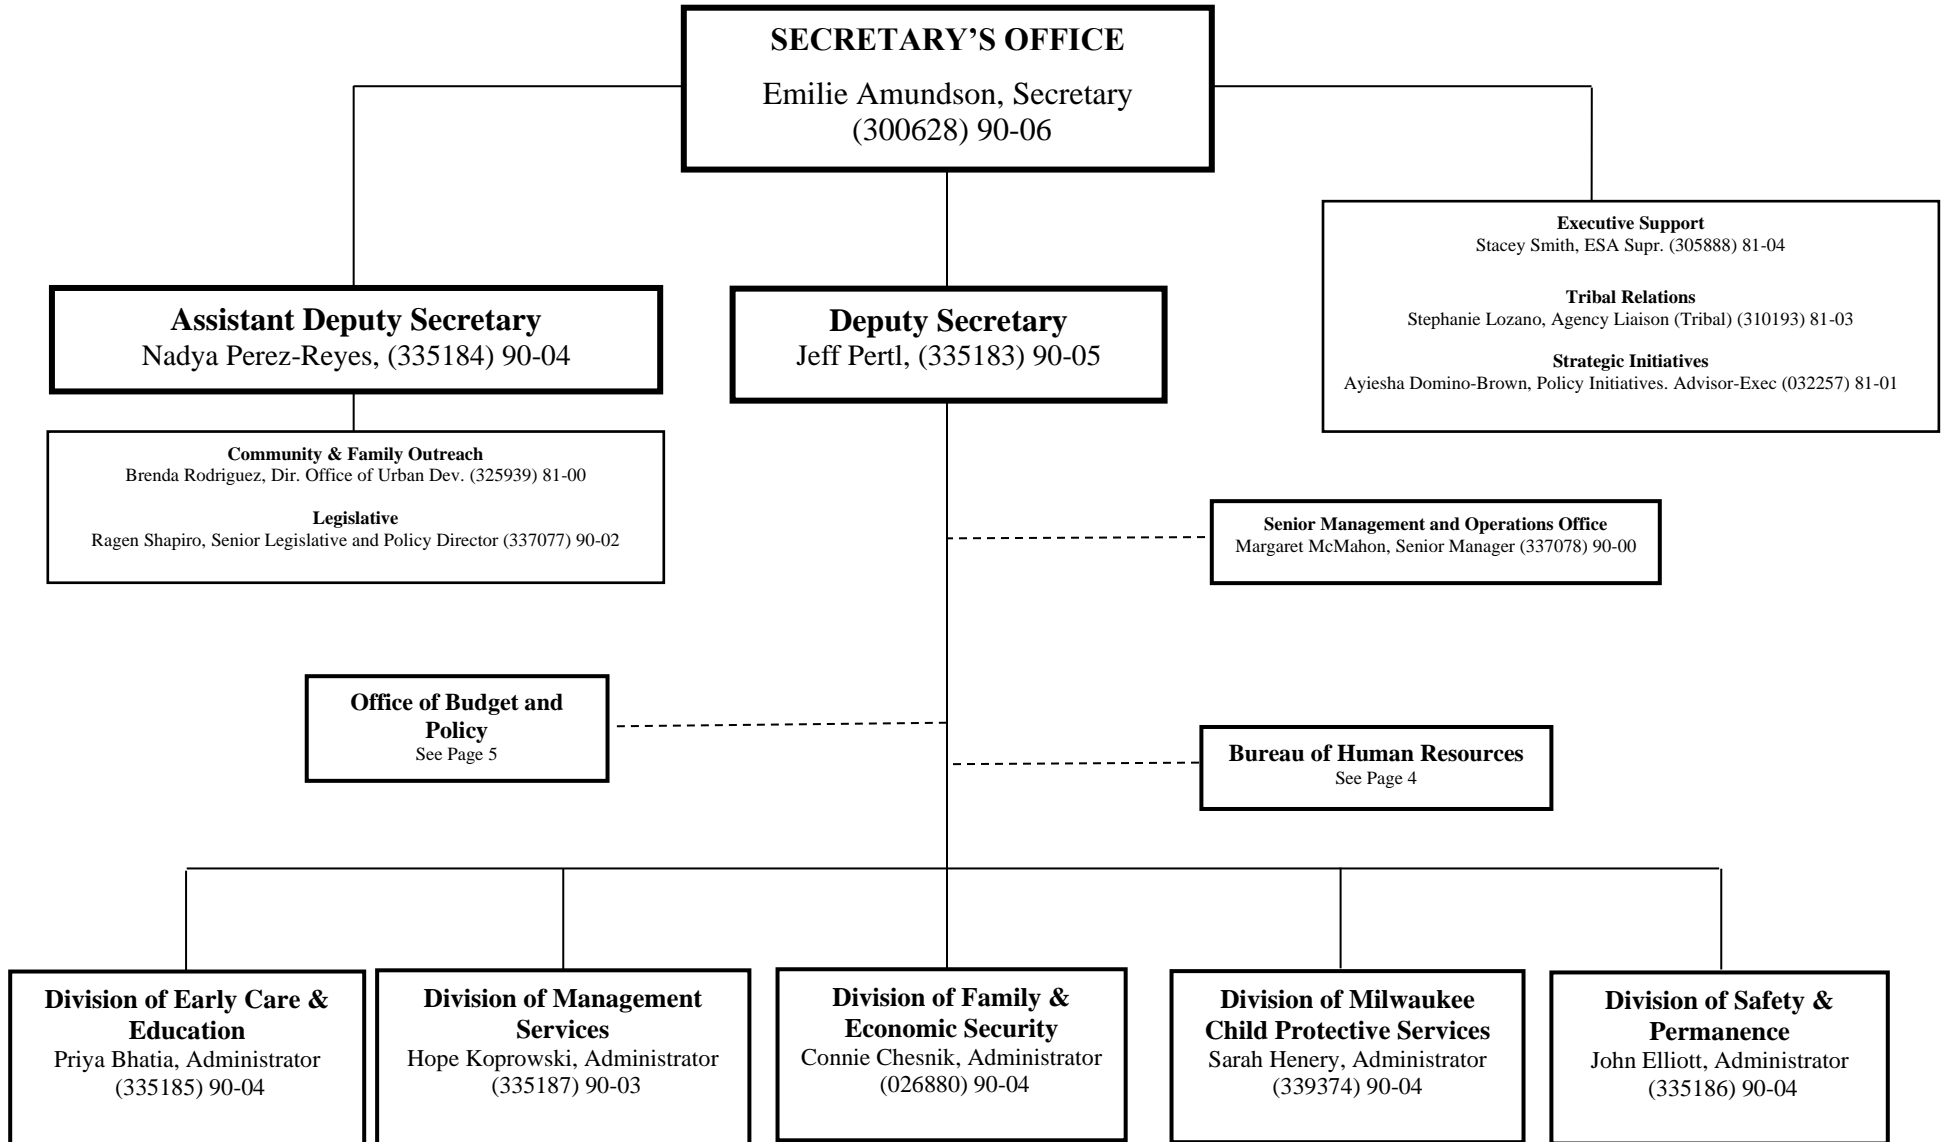 SECRETARY'S OFFICE
Emilie Amundson, Secretary
(300628) 90-06
Executive Support
Stacey Smith, ESA Supr. (305888) 81-04
Tribal Relations
Stephanie Lozano, Agency Liaison (Tribal) (310193) 81-03
Strategic Initiatives
Ayiesha Domino-Brown, Policy Initiatives. Advisor-Exec (032257) 81-01
Assistant Deputy Secretary
Nadya Perez-Reyes, (335184) 90-04
Deputy Secretary
Jeff Pertl, (335183) 90-05
Community & Family Outreach
Brenda Rodriguez, Dir. Office of Urban Dev. (325939) 81-00
Legislative
Ragen Shapiro, Senior Legislative and Policy Director (337077) 90-02
Senior Management and Operations Office
Margaret McMahon, Senior Manager (337078) 90-00
Office of Budget and
Policy
See Page 5
Bureau of Human Resources
See Page 4
Division of Early Care &
Education
Priya Bhatia, Administrator
(335185) 90-04
Division of Management
Services
Hope Koprowski, Administrator
(335187) 90-03
Division of Family &
Economic Security
Connie Chesnik, Administrator
(026880) 90-04
Division of Milwaukee
Child Protective Services
Sarah Henery, Administrator
(339374) 90-04
Division of Safety &
Permanence
John Elliott, Administrator
(335186) 90-04